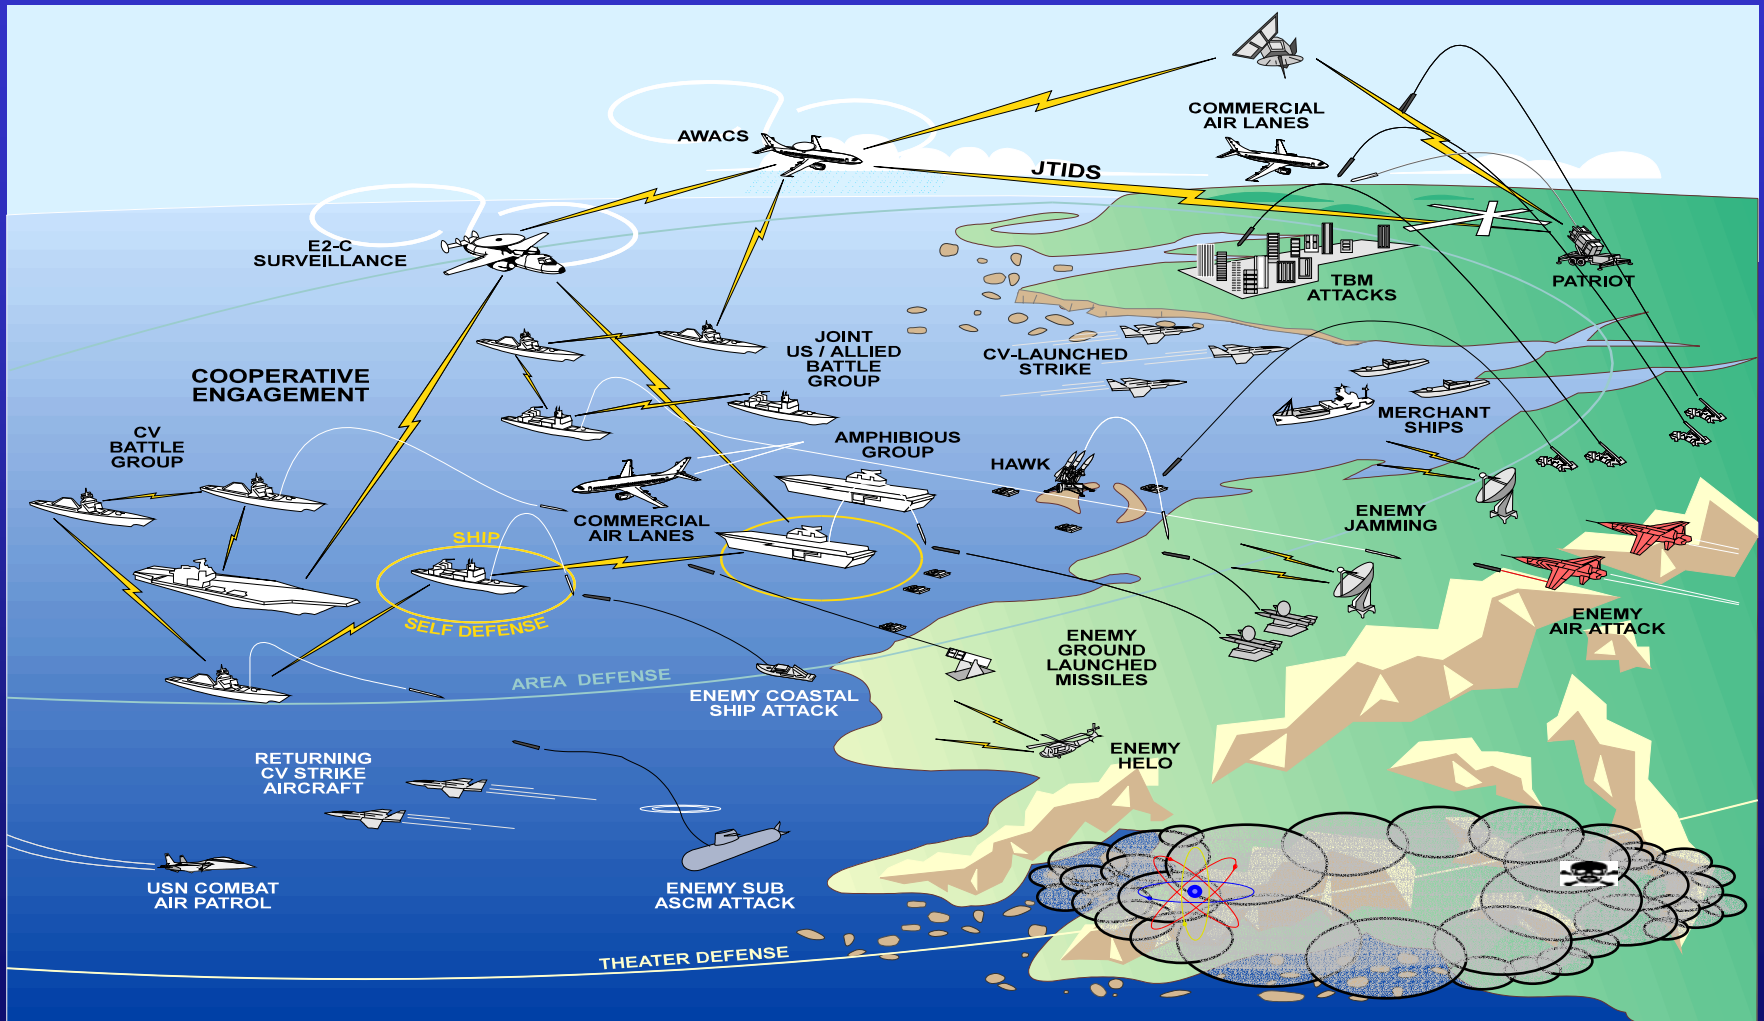 COMMERCIAL
AIR LANES
AWACS
JTIDS
E2-C
SURVEILLANCE
TBM
ATTACKS
PATRIOT
JOINT
US / ALLIED
BATTLE
GROUP
CV-LAUNCHED
STRIKE
COOPERATIVE
ENGAGEMENT
MERCHANT
SHIPS
CV
BATTLE
GROUP
AMPHIBIOUS
GROUP
HAWK
COMMERCIAL
AIR LANES
ENEMY
JAMMING
SHIP
SELF DEFENSE
ENEMY
AIR ATTACK
ENEMY
GROUND
LAUNCHED
MISSILES
AREA DEFENSE
ENEMY COASTAL
SHIP ATTACK
ENEMY
HELO
RETURNING
CV STRIKE
AIRCRAFT
USN COMBAT
AIR PATROL
ENEMY SUB
ASCM ATTACK
THEATER DEFENSE